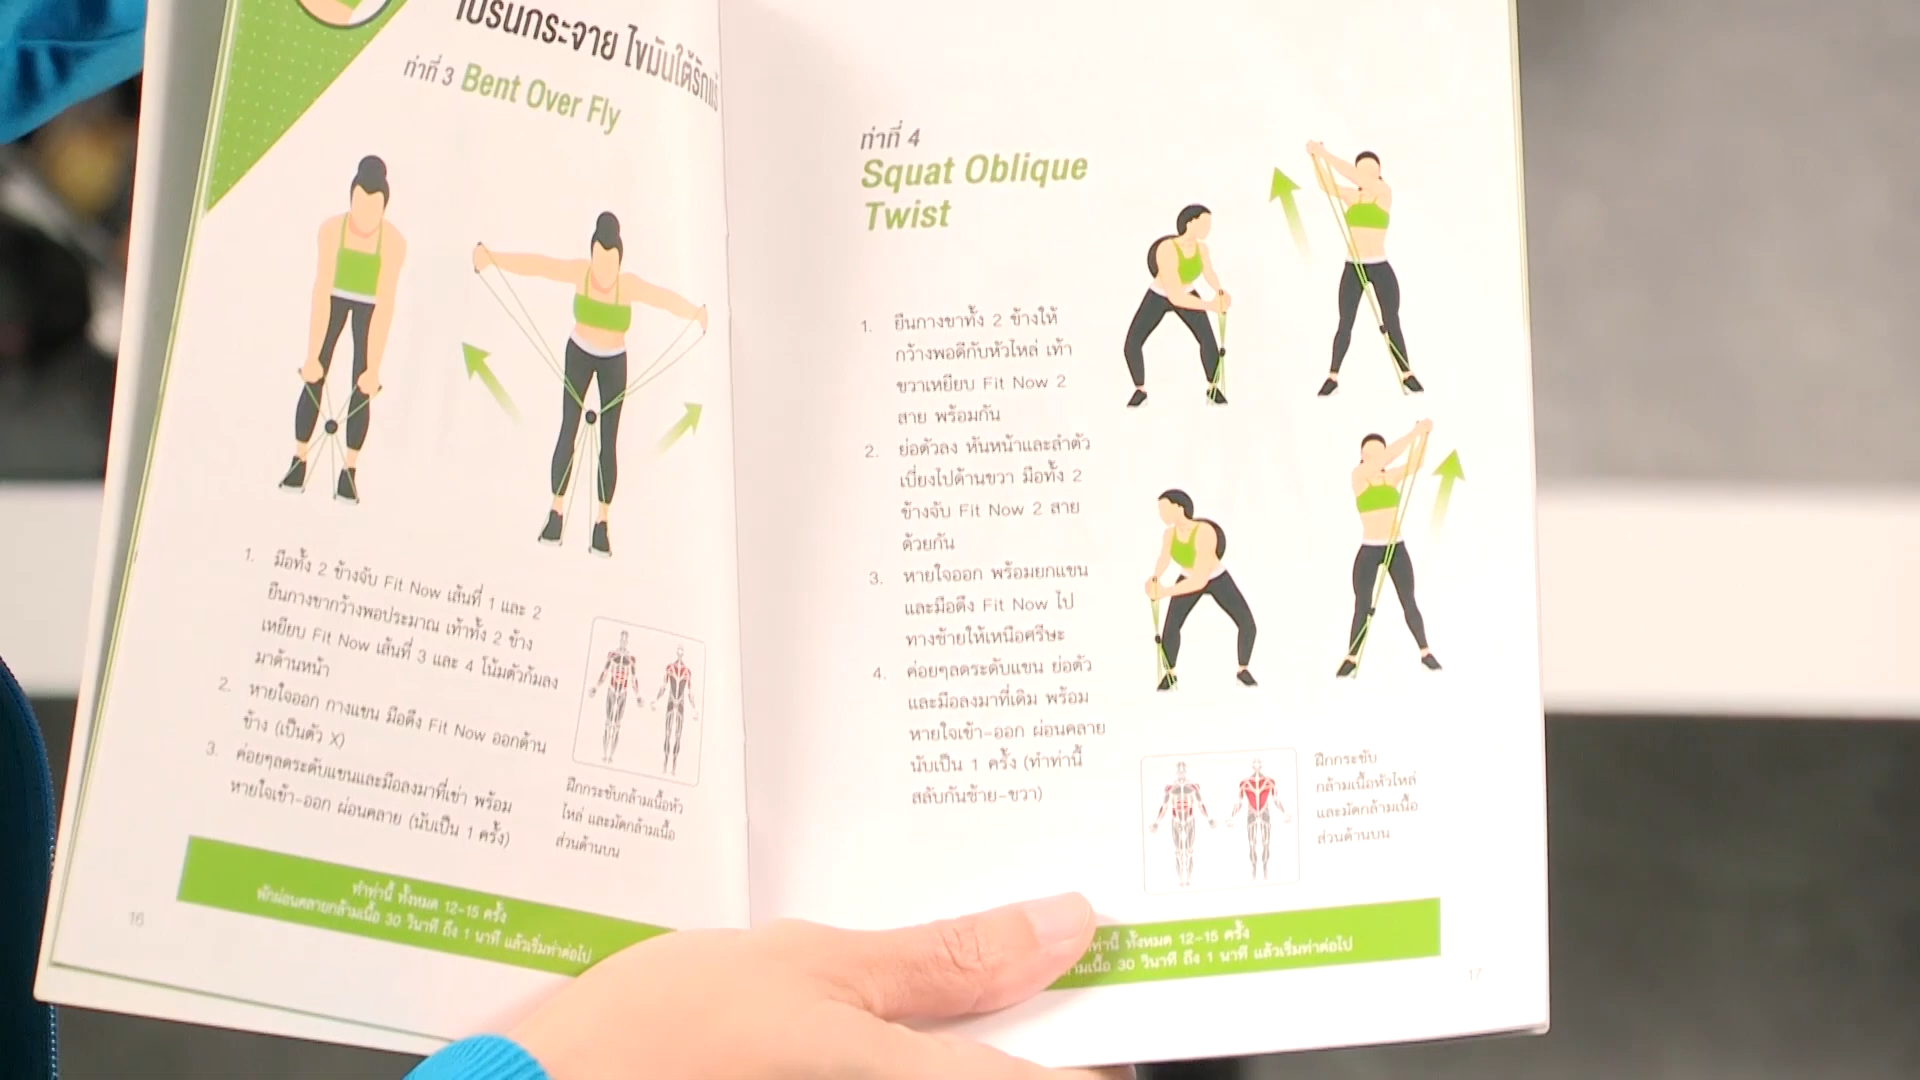 ไขมันใต้รักแร้
ท่าที่ 3 Bent Over Fly
1. มือทั้ง 2 ข้างจับ Fit Now เส้นที่ 1 และ 2
ยืนกางขากว้างพอประมาณ เท้าทั้ง 2 ข้าง
เหยียบ Fit Now เส้นที่ 3 และ 4 โน้มตัวก้มลง
มาด้านหน้า
2. หายใจออก กางแขน มือดึง Fit Now ออกด้าน
ข้าง (เป็นตัว X)
3. ค่อยๆลดระดับแขนและมือลงมาที่เข่า พร้อม
หายใจเข้า-ออก ผ่อนคลาย (นับเป็น 1 ครั้ง)
ฝึกกระชับกล้ามเนื้อหัว
ไหล่ และมัดกล้ามเนื้อ
ส่วนด้านบน
ทำท่านี้ ทั้งหมด 12-15 ครั้ง
พักผ่อนคลายกล้ามเนื้อ 30 วินาที ถึง 1 นาที แล้วเริ่มท่าต่อไป
16
ท่าที่ 4
Squat Oblique
Twist
1. ยืนกางขาทั้ง 2 ข้างให้
กว้างพอดีกับหัวไหล่ เท้า
ขวาเหยียบ Fit Now 2
สาย พร้อมกัน
2. ย่อตัวลง หันหน้าและลำตัว
เบี่ยงไปด้านขวา มือทั้ง 2
ข้างจับ Fit Now 2 สาย
ด้วยกัน
3. หายใจออก พร้อมยกแขน
และมือดึง Fit Now ไป
ทางซ้ายให้เหนือศรีษะ
4. ค่อยๆลดระดับแขน ย่อตัว
และมือลงมาที่เดิม พร้อม
หายใจเข้า-ออก ผ่อนคลาย
นับเป็น 1 ครั้ง (ทำท่านี้
สลับกันซ้าย-ขวา)
ฝึกกระชับ
กล้ามเนื้อหัวไหล่
และมัดกล้ามเนื้อ
ส่วนด้านบน
ท่านี้ ทั้งหมด 12-15 ครั้ง
ามเนื้อ 30 วินาที ถึง 1 นาที แล้วเริ่มท่าต่อไป
17